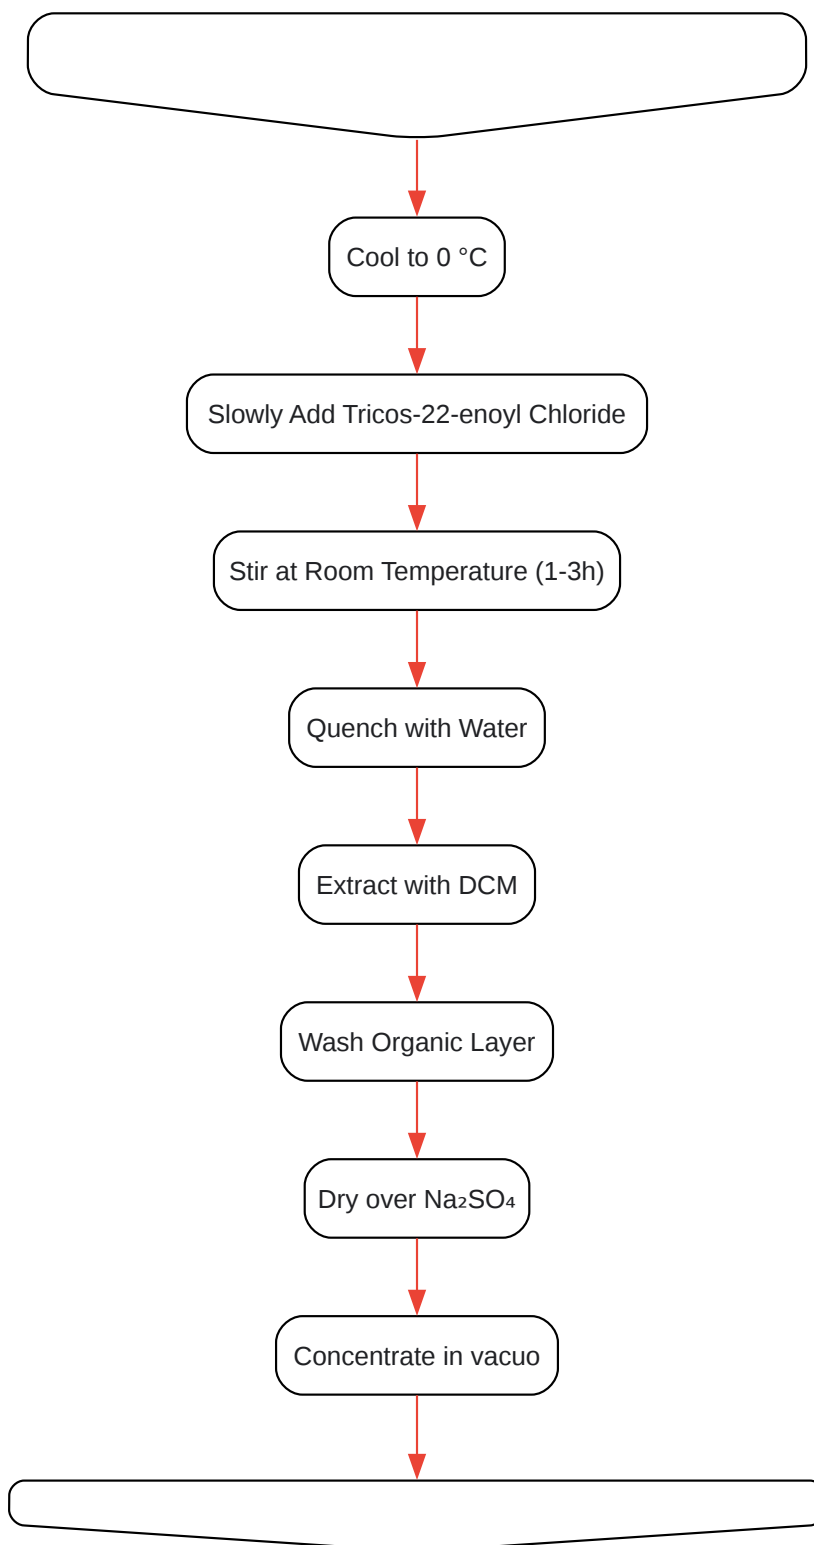 Cool to 0 °C
Slowly Add Tricos-22-enoyl Chloride
Stir at Room Temperature (1-3h)
Quench with Water
Extract with DCM
Wash Organic Layer
Dry over Na₂SO₄
Concentrate in vacuo